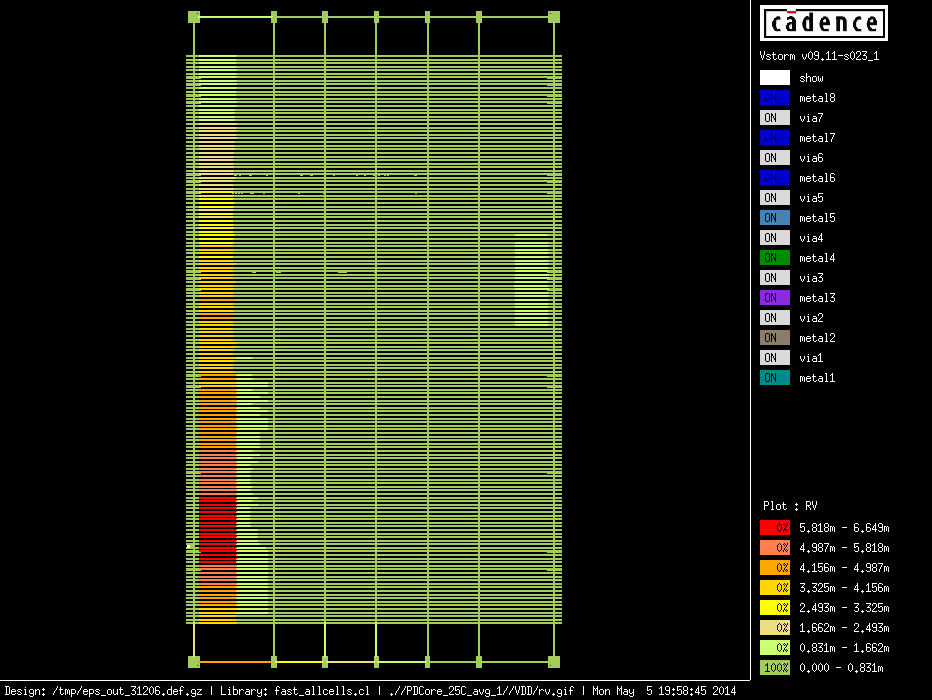 cādence
Vstorm v09.11-s023_1
show
ON metal8
ON via7
ON metal7
ON via6
ON metal6
ON via5
ON metal5
ON via4
ON metal4
ON via3
ON metal3
ON via2
ON metal2
ON via1
ON metal1
Plot : RV
0% 5.818m - 6.649m
0% 4.987m - 5.818m
0% 4.156m - 4.987m
0% 3.325m - 4.156m
0% 2.493m - 3.325m
0% 1.662m - 2.493m
0% 0.831m - 1.662m
100% 0.000 - 0.831m
Design: /tmp/eps_out_31206.def.gz | Library: fast_allcells.cl | .//PDCore_25C_avg_1//VDD/rv.gif | Mon May  5 19:58:45 2014